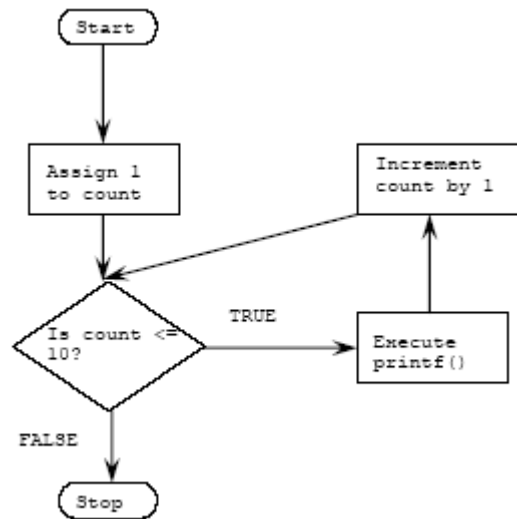 Start
Assign 1
to count
Increment
count by 1
Is count <=
10?
TRUE
Execute
printf()
FALSE
Stop